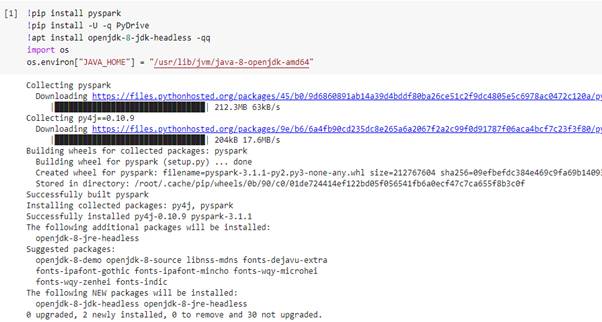 [1] !pip install pyspark
!pip install -U -q PyDrive
!apt install openjdk-8-jdk-headless -qq
import os
os.environ["JAVA_HOME"] = "/usr/lib/jvm/java-8-openjdk-amd64"
Collecting pyspark
Downloading https://files.pythonhosted.org/packages/45/b0/9d6860891ab14a39d4bddf80ba26ce51c2f9dc4805e5c6978ac0472c120a/py
212.3MB 63kB/s
Collecting py4j==0.10.9
Downloading https://files.pythonhosted.org/packages/9e/b6/6a4fb90cd235dc8e265a6a2067f2a2c99f0d91787f06aca4bcf7c23f3f80/py
204kB 17.6MB/s
Building wheels for collected packages: pyspark
Building wheel for pyspark (setup.py) ... done
Created wheel for pyspark: filename=pyspark-3.1.1-py2.py3-none-any.whl size=212767604 sha256=09efbefdc384e469c9fa69b14091
Stored in directory: /root/.cache/pip/wheels/0b/90/c0/01de724414ef122bd05f056541fb6a0ecf47c7ca655f8b3c0f
Successfully built pyspark
Installing collected packages: py4j, pyspark
Successfully installed py4j-0.10.9 pyspark-3.1.1
The following additional packages will be installed:
openjdk-8-jre-headless
Suggested packages:
openjdk-8-demo openjdk-8-source libnss-mdns fonts-dejavu-extra
fonts-ipafont-gothic fonts-ipafont-mincho fonts-wqy-microhei
fonts-wqy-zenhei fonts-indic
The following NEW packages will be installed:
openjdk-8-jdk-headless openjdk-8-jre-headless
0 upgraded, 2 newly installed, 0 to remove and 30 not upgraded.